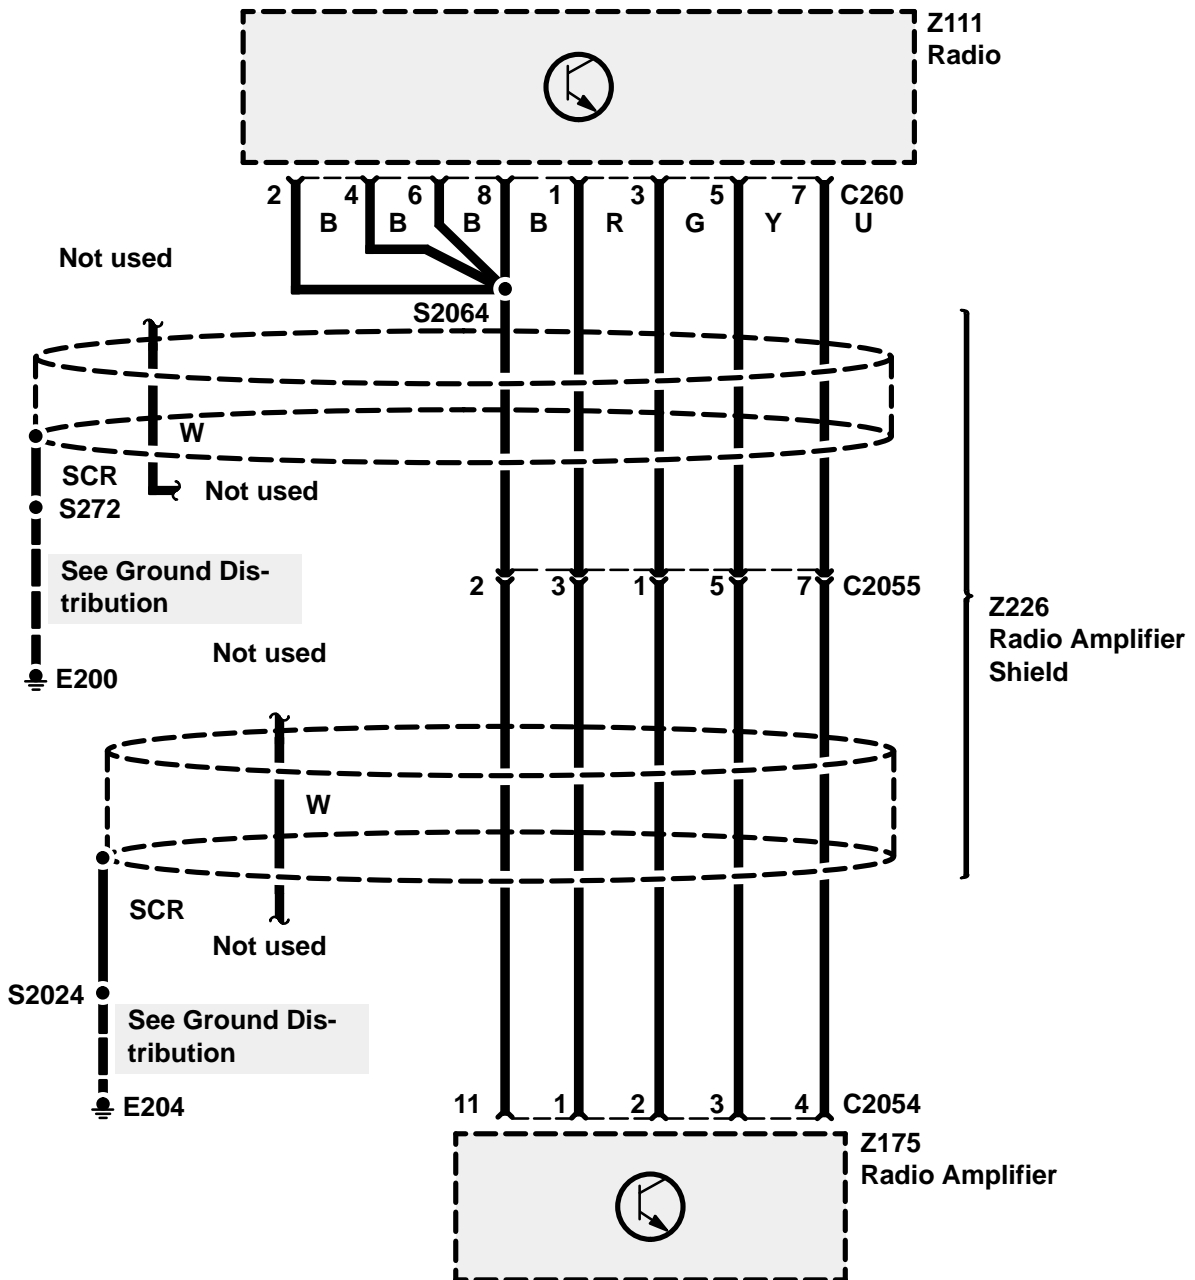 Z111
Radio
2 4 6 8 1 3 5 7 C260
B B B B R G Y U
Not used
S2064
W
SCR
Not used
S272
See Ground Dis-
tribution
2 3 1 5 7 C2055
Z226
Radio Amplifier
Shield
Not used
E200
W
SCR
Not used
S2024
See Ground Dis-
tribution
E204
11 1 2 3 4 C2054
Z175
Radio Amplifier